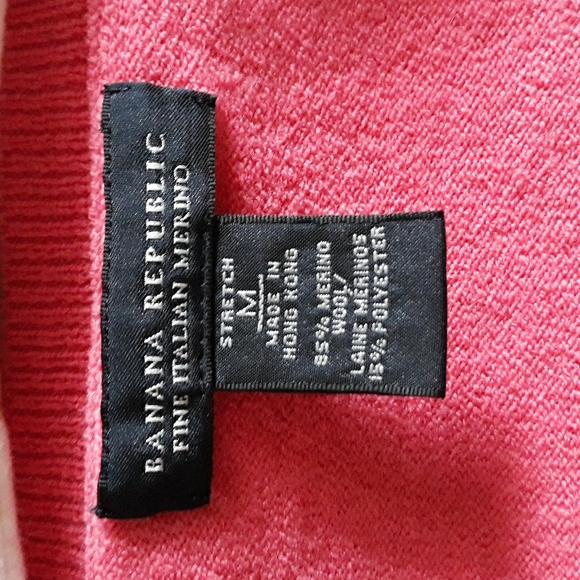 BANANA REPUBLIC
FINE ITALIAN MERINO
STRETCH
M
MADE IN
HONG KONG
85% MERINO
WOOL/
LAINE MERINOS
15% POLYESTER